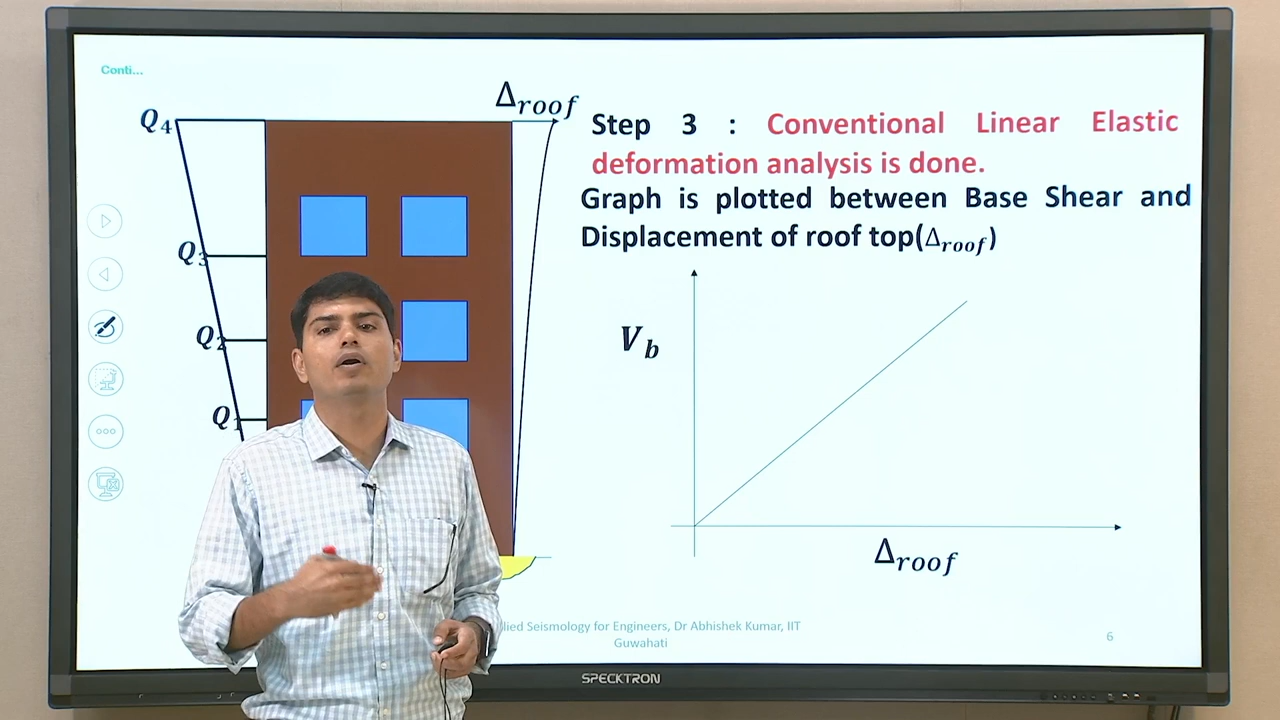 Conti...
Δroof
Q4
Q3
Q2
Q1
Step 3 : Conventional Linear Elastic
deformation analysis is done.
Graph is plotted between Base Shear and
Displacement of roof top(Δroof)
Vb
Δroof
Seismology for Engineers, Dr Abhishek Kumar, IIT
Guwahati
6
SPECKTRON